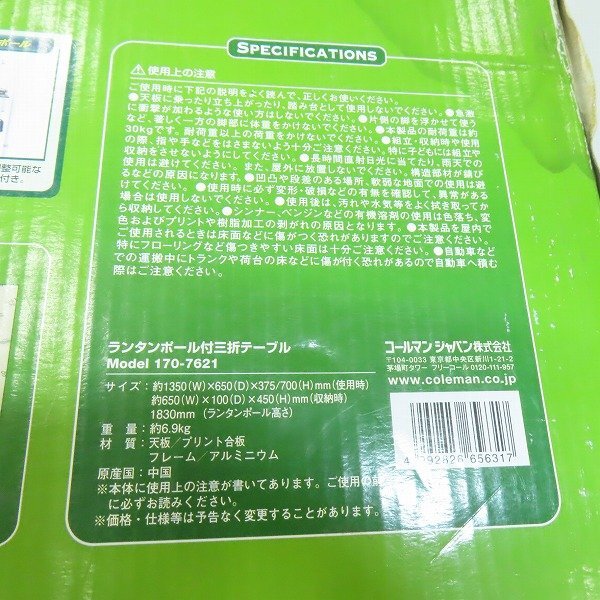 SPECIFICATIONS
ポール
調整可能な
付き。
⚠ 使用上の注意
ご使用時に下記の説明をよく読んで、正しくお使いください。
●天板に乗ったり立ち上がったり、踏み台として使用しないでください。●急激
に衝撃が加わるような使い方はしないでください。●片側の脚を浮かせて使う
など、著しく一方の脚部に体重をかけないでください。●本製品の耐荷重は約
30kgです。耐荷重以上の荷重をかけないでください。●組立・収納時や使用
の際、指や手などをはさまないよう十分ご注意ください。特に子どもには組立や
収納をさせないようにしてください。●長時間直射日光に当てたり、雨天での
使用は避けてください。また、屋外に放置しないでください。構造部材が錆び
るなどの原因になります。●凹凸や段差のある場所、軟弱な地面での使用は避
けてください。●使用時に必ず変形・破損などの有無を確認して、異常がある
場合は使用しないでください。●使用後は、汚れや水気等をよく拭き取ってか
ら収納してください。●シンナー、ベンジンなどの有機溶剤の使用は色落ち、変
色およびプリントや樹脂加工の剥がれの原因となります。●本製品を屋内で
ご使用されるときは床面などに傷がつく恐れがありますのでご注意ください。
特にフローリングなど傷つきやすい床面は十分ご注意ください。●自動車など
での運搬中にトランクや荷台の床などに傷が付く恐れがあるので自動車へ積む
際はご注意ください。
ランタンポール付三折テーブル
Model 170-7621
サイズ：約1350(W)×650(D)×375/700(H)mm(使用時)
約650(W)×100(D)×450(H)mm(収納時)
1830mm (ランタンポール高さ)
重 量：約6.9kg
材 質：天板／プリント合板
フレーム／アルミニウム
原産国：中国
※本体に使用上の注意が書いてあります。ご使用の前
に必ずお読みください。
※価格・仕様等は予告なく変更することがあります。
コールマン ジャパン株式会社
〒104-0033 東京都中央区新川1-21-2
茅場町タワー フリーコール 0120-111-957
www.coleman.co.jp
656317